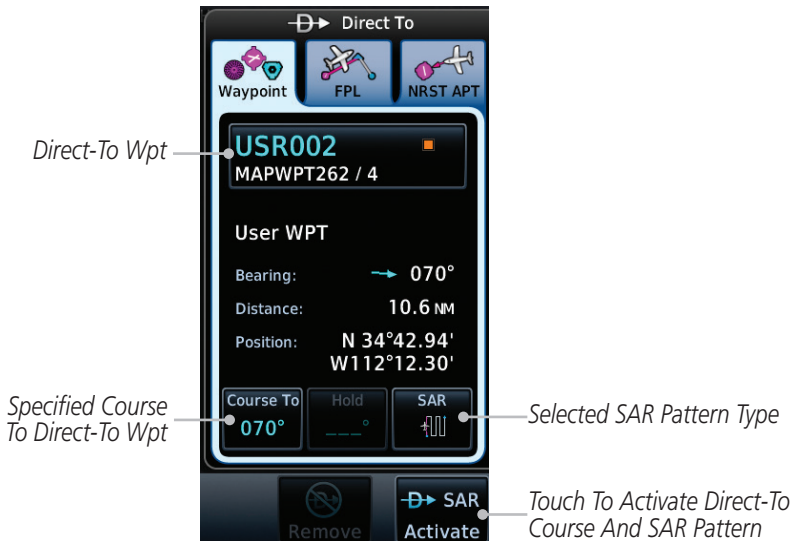 Direct To
Waypoint
FPL
NRST APT
Direct-To Wpt
USR002
MAPWPT262 / 4
User WPT
Bearing: 070°
Distance: 10.6 NM
Position: N 34°42.94'
W112°12.30'
Specified Course
To Direct-To Wpt
Course To
070°
Hold
___°
SAR
Selected SAR Pattern Type
Remove
SAR
Activate
Touch To Activate Direct-To
Course And SAR Pattern